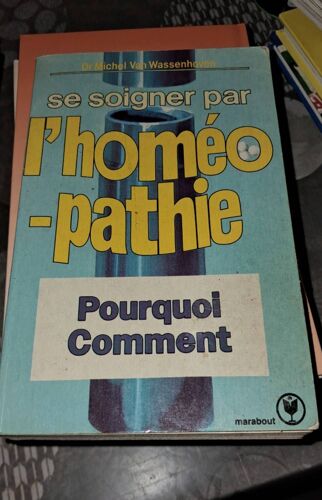 Dr Michel Van Wassenhoven
se soigner par
l'homéo
-pathie
Pourquoi
Comment
marabout